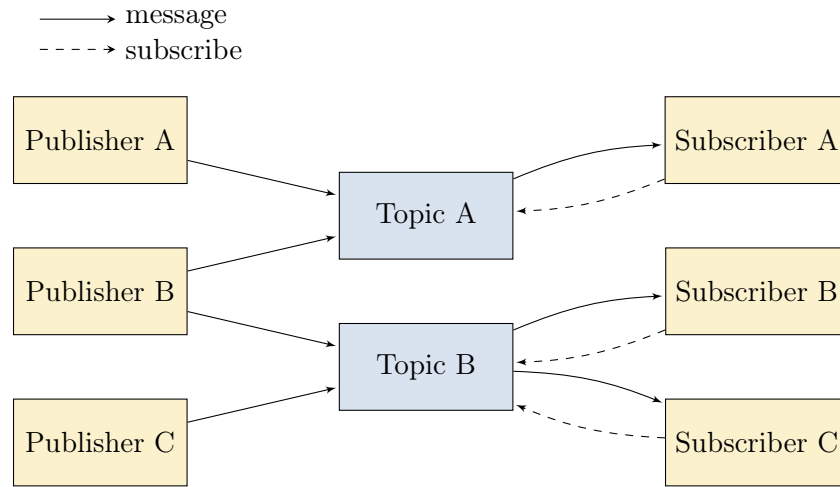 message
subscribe
Publisher A
Subscriber A
Topic A
Publisher B
Subscriber B
Topic B
Publisher C
Subscriber C